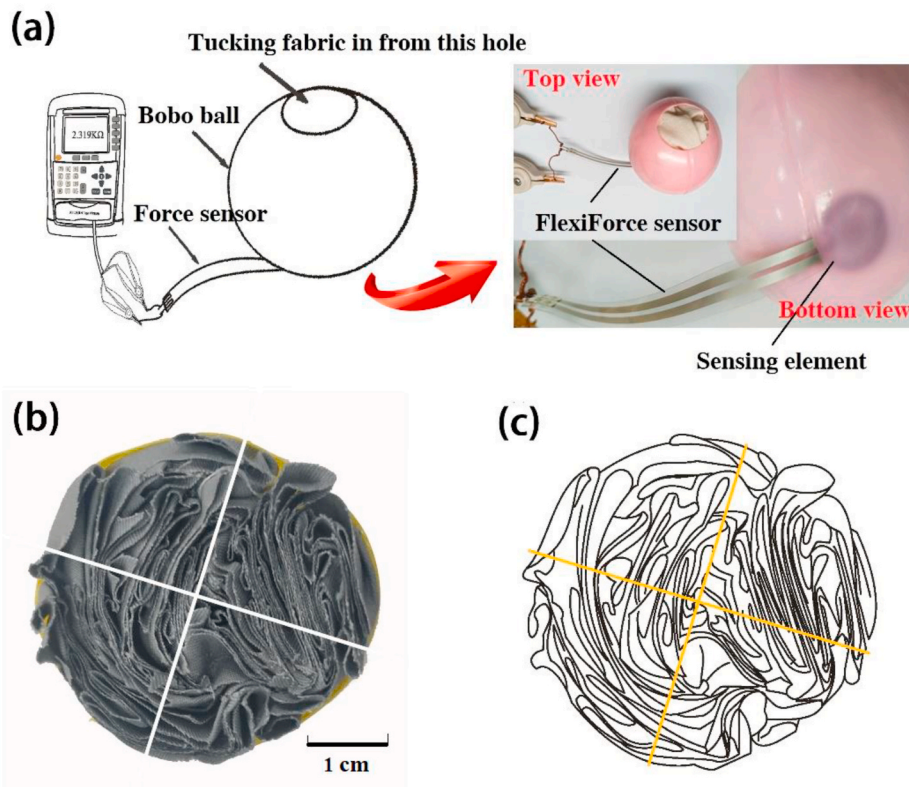 (a)
Tucking fabric in from this hole
Bobo ball
2.319KΩ
Force sensor
Top view
FlexiForce sensor
Bottom view
Sensing element
(b)
1 cm
(c)